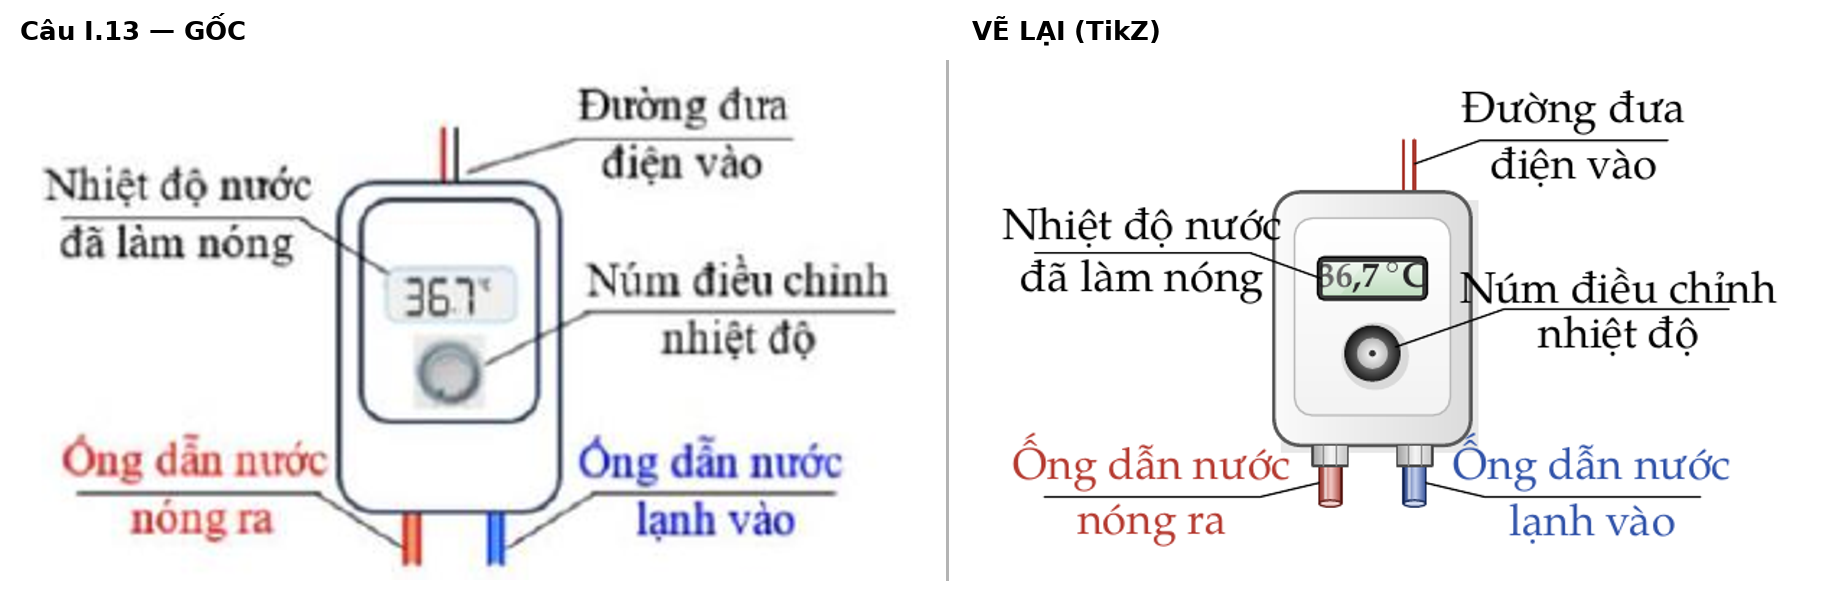 Câu I.13 — GỐC
Đường đưa
điện vào
Nhiệt độ nước
đã làm nóng
36.7°C
Núm điều chỉnh
nhiệt độ
Ống dẫn nước
nóng ra
Ống dẫn nước
lạnh vào
VẼ LẠI (TikZ)
Đường đưa
điện vào
Nhiệt độ nước
đã làm nóng
36,7°C
Núm điều chỉnh
nhiệt độ
Ống dẫn nước
nóng ra
Ống dẫn nước
lạnh vào